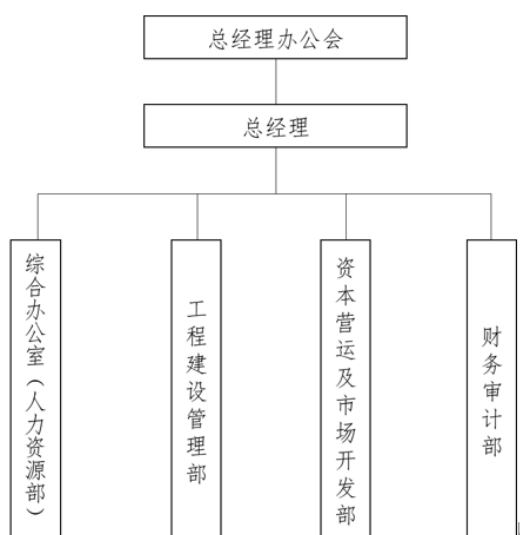 总经理办公会
总经理
综合办公室（人力资源部）
工程建设管理部
资本营运及市场开发部
财务审计部